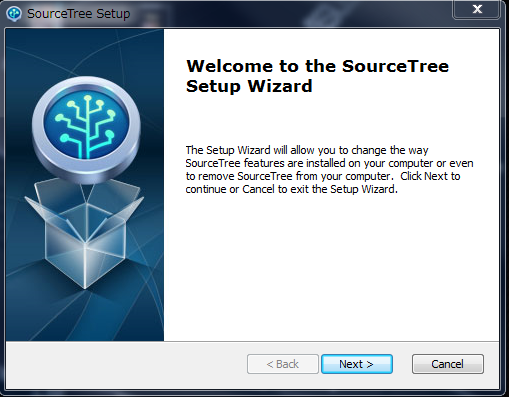 SourceTree Setup
Welcome to the SourceTree
Setup Wizard
The Setup Wizard will allow you to change the way
SourceTree features are installed on your computer or even
to remove SourceTree from your computer.  Click Next to
continue or Cancel to exit the Setup Wizard.
< Back
Next >
Cancel